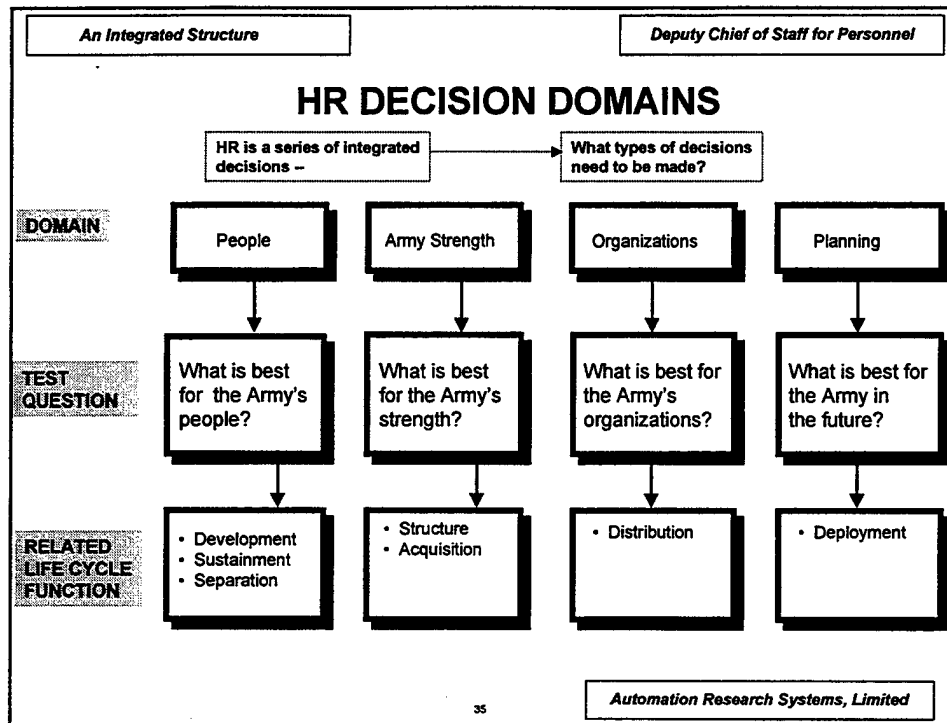 An Integrated Structure
Deputy Chief of Staff for Personnel
HR DECISION DOMAINS
HR is a series of integrated
decisions –
What types of decisions
need to be made?
DOMAIN
People
Army Strength
Organizations
Planning
TEST
QUESTION
What is best
for the Army's
people?
What is best
for the Army's
strength?
What is best for
the Army's
organizations?
What is best for
the Army in
the future?
RELATED
LIFE CYCLE
FUNCTION
• Development
• Sustainment
• Separation
• Structure
• Acquisition
• Distribution
• Deployment
35
Automation Research Systems, Limited